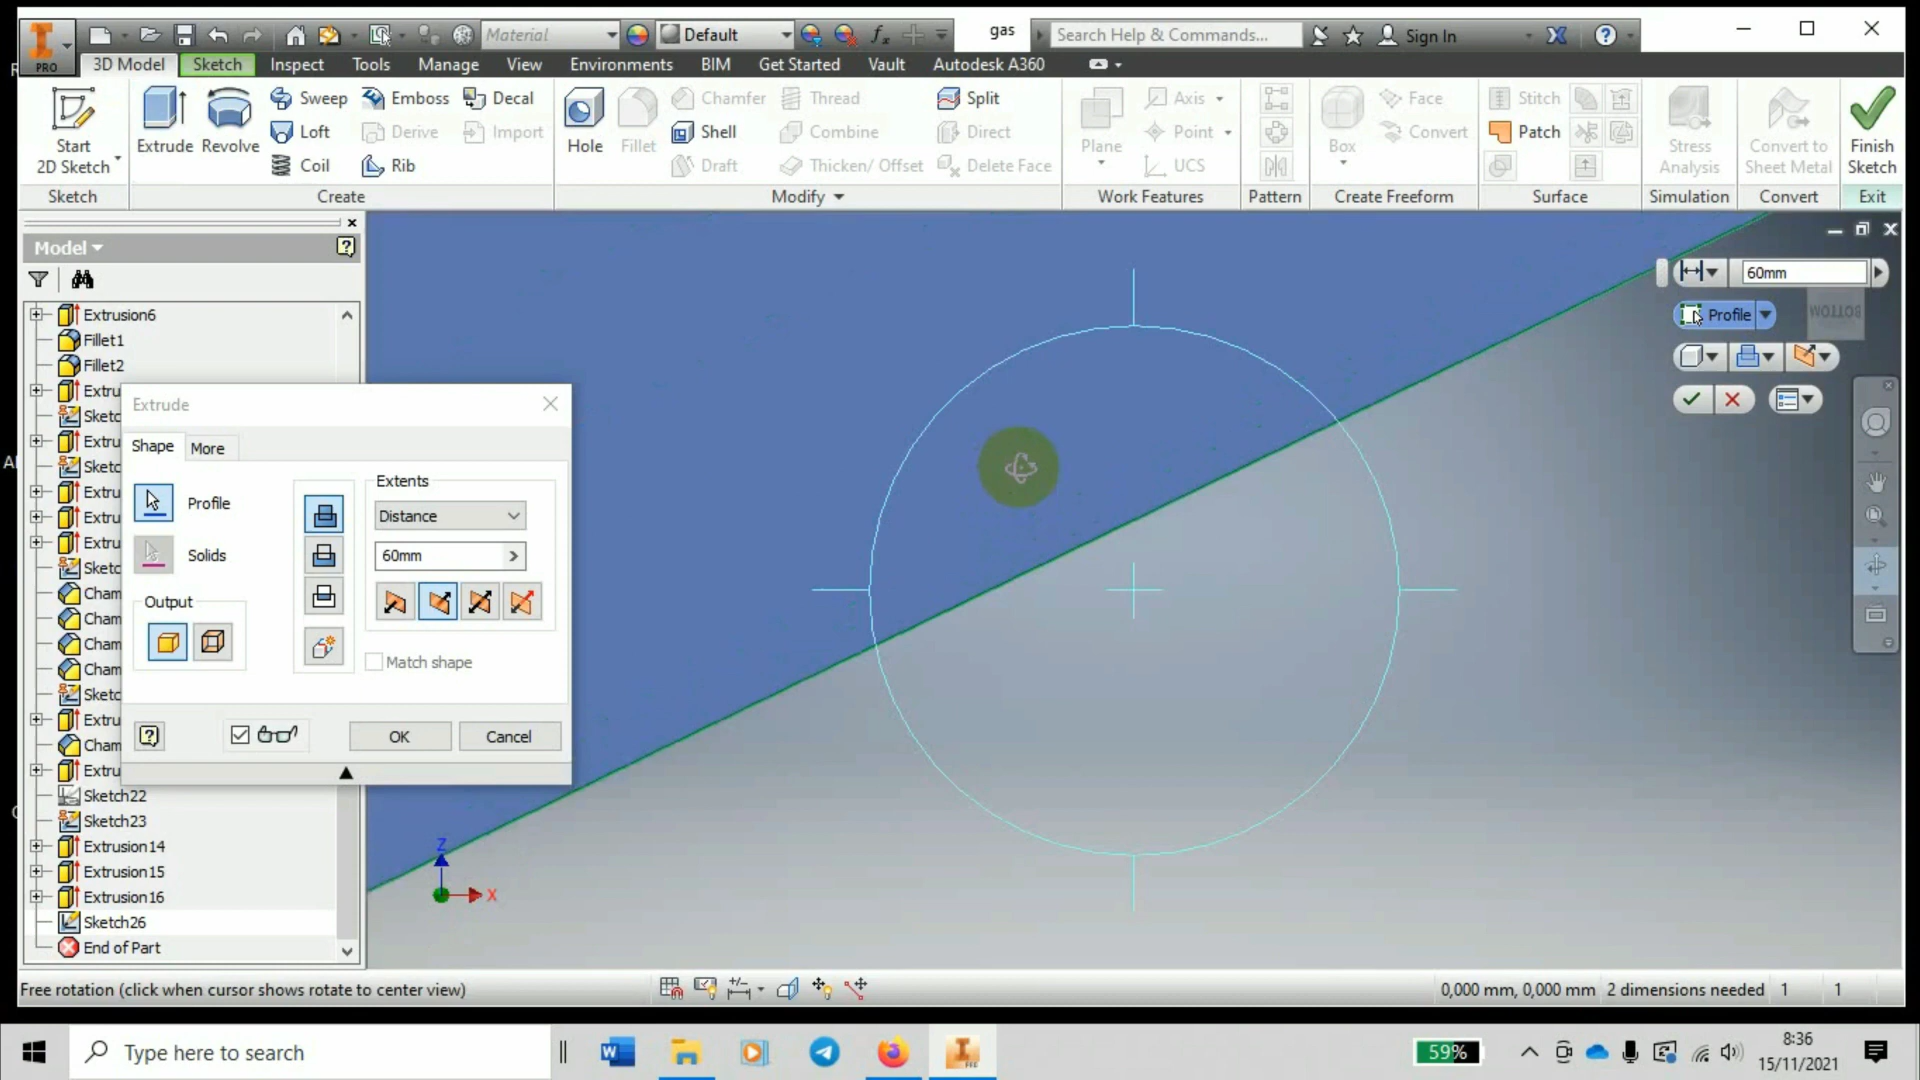 Material
Default
gas
Search Help & Commands...
Sign In
PRO
3D Model
Sketch
Inspect
Tools
Manage
View
Environments
BIM
Get Started
Vault
Autodesk A360
Start
2D Sketch
Extrude
Revolve
Sweep
Loft
Coil
Emboss
Derive
Rib
Decal
Import
Hole
Fillet
Chamfer
Shell
Draft
Thread
Combine
Thicken/ Offset
Split
Direct
Delete Face
Plane
Axis
Point
UCS
Box
Face
Convert
Stitch
Patch
Stress
Analysis
Convert to
Sheet Metal
Finish
Sketch
Sketch
Create
Modify
Work Features
Pattern
Create Freeform
Surface
Simulation
Convert
Exit
Model
Extrusion6
Fillet1
Fillet2
Extru
Sketc
Extru
Sketc
Extru
Extru
Extru
Sketc
Cham
Cham
Cham
Cham
Sketc
Extru
Cham
Extru
Sketch22
Sketch23
Extrusion14
Extrusion15
Extrusion16
Sketch26
End of Part
Extrude
Shape
More
Profile
Solids
Output
Extents
Distance
60mm
Match shape
OK
Cancel
60mm
Profile
BOTTOM
Z
X
Free rotation (click when cursor shows rotate to center view)
0,000 mm, 0,000 mm
2 dimensions needed
1
1
Type here to search
59%
8:36
15/11/2021